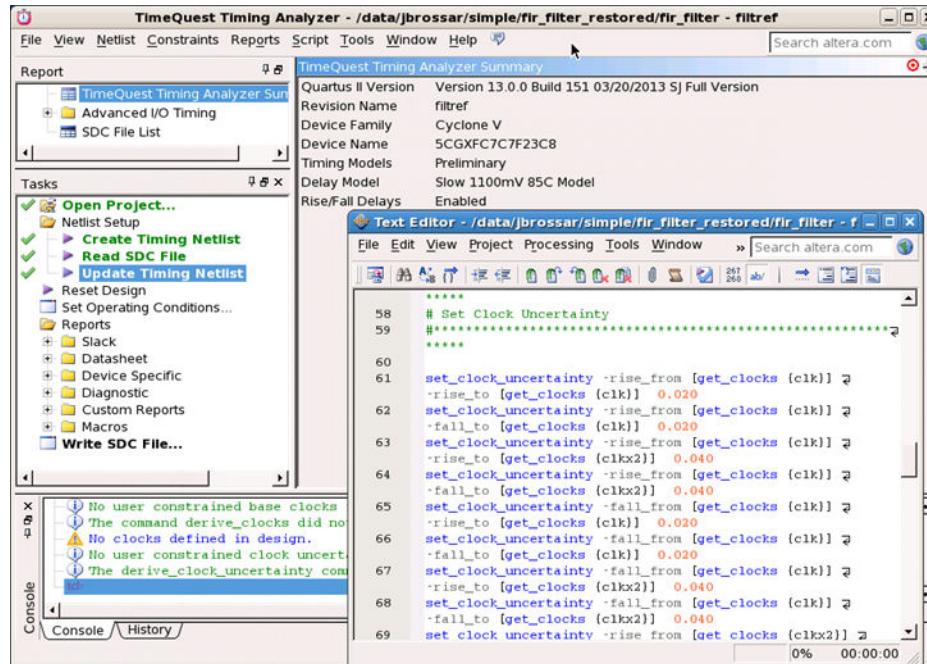 TimeQuest Timing Analyzer - /data/jbrossar/simple/fir_filter_restored/fir_filter - filtref
File View Netlist Constraints Reports Script Tools Window Help
Search altera.com
Report
TimeQuest Timing Analyzer Sun
Advanced I/O Timing
SDC File List
TimeQuest Timing Analyzer Summary
Quartus II Version Version 13.0.0 Build 151 03/20/2013 SJ Full Version
Revision Name filtref
Device Family Cyclone V
Device Name 5CGXFC7C7F23C8
Timing Models Preliminary
Delay Model Slow 1100mV 85C Model
Rise/Fall Delays Enabled
Tasks
Open Project...
Netlist Setup
Create Timing Netlist
Read SDC File
Update Timing Netlist
Reset Design
Set Operating Conditions...
Reports
Slack
Datasheet
Device Specific
Diagnostic
Custom Reports
Macros
Write SDC File...
Text Editor - /data/jbrossar/simple/fir_filter_restored/fir_filter - f
File Edit View Project Processing Tools Window » Search altera.com
267
268 ab/
*****
58 # Set Clock Uncertainty
59 #**************************************************************
*****
60
61 set_clock_uncertainty -rise_from [get_clocks {clk}]
-rise_to [get_clocks {clk}] 0.020
62 set_clock_uncertainty -rise_from [get_clocks {clk}]
-fall_to [get_clocks {clk}] 0.020
63 set_clock_uncertainty -rise_from [get_clocks {clk}]
-rise_to [get_clocks {clkx2}] 0.040
64 set_clock_uncertainty -rise_from [get_clocks {clk}]
-fall_to [get_clocks {clkx2}] 0.040
65 set_clock_uncertainty -fall_from [get_clocks {clk}]
-rise_to [get_clocks {clk}] 0.020
66 set_clock_uncertainty -fall_from [get_clocks {clk}]
-fall_to [get_clocks {clk}] 0.020
67 set_clock_uncertainty -fall_from [get_clocks {clk}]
-rise_to [get_clocks {clkx2}] 0.040
68 set_clock_uncertainty -fall_from [get_clocks {clk}]
-fall_to [get_clocks {clkx2}] 0.040
69 set_clock_uncertainty -rise_from [get_clocks {clkx2}]
0% 00:00:00
No user constrained base clocks
The command derive_clocks did no
No clocks defined in design.
No user constrained clock uncert
The derive_clock_uncertainty com
Console
Console History